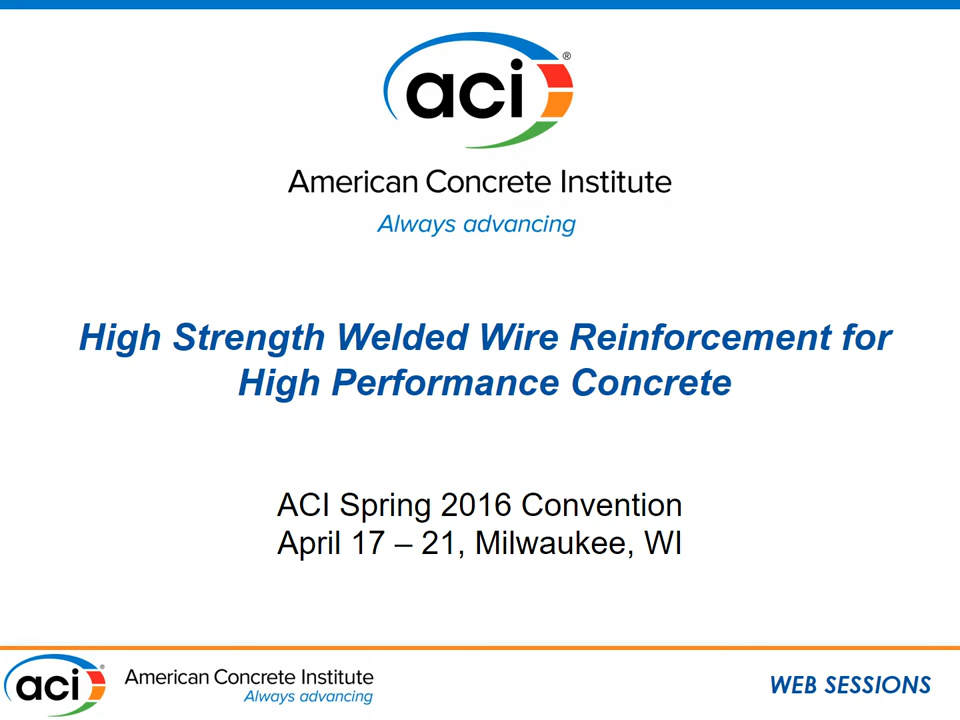 aci®
American Concrete Institute
Always advancing
High Strength Welded Wire Reinforcement for
High Performance Concrete
ACI Spring 2016 Convention
April 17 – 21, Milwaukee, WI
aci®
American Concrete Institute
Always advancing
WEB SESSIONS